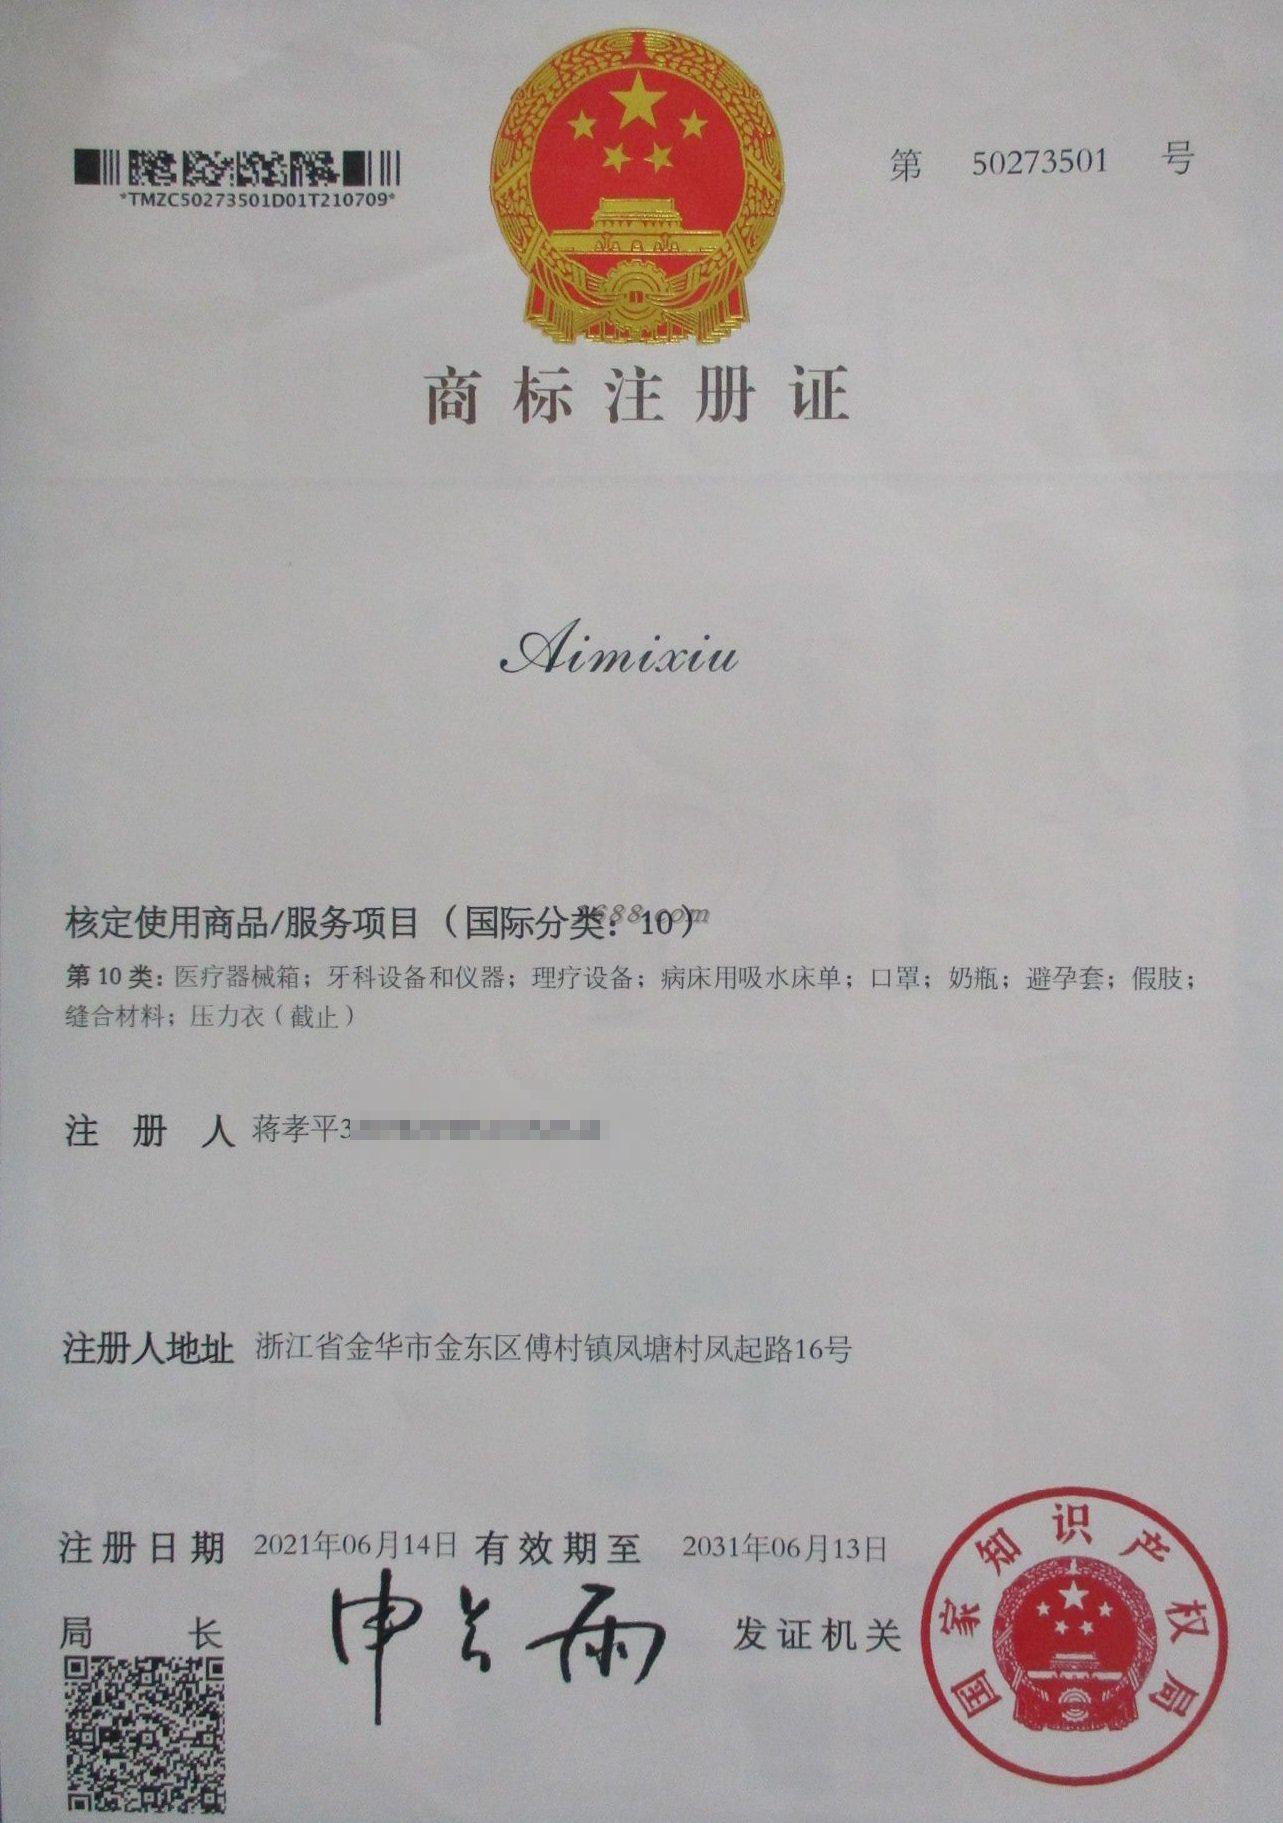 第 50273501 号
*TMZC50273501D01T210709*
商标注册证
Aimixiu
核定使用商品/服务项目（国际分类：10）
1688.com
第 10 类：医疗器械箱；牙科设备和仪器；理疗设备；病床用吸水床单；口罩；奶瓶；避孕套；假肢；
缝合材料；压力衣（截止）
注册人 蒋孝平3
注册人地址 浙江省金华市金东区傅村镇凤塘村凤起路16号
注册日期 2021年06月14日 有效期至 2031年06月13日
局长 申长雨 发证机关
国家知识产权局